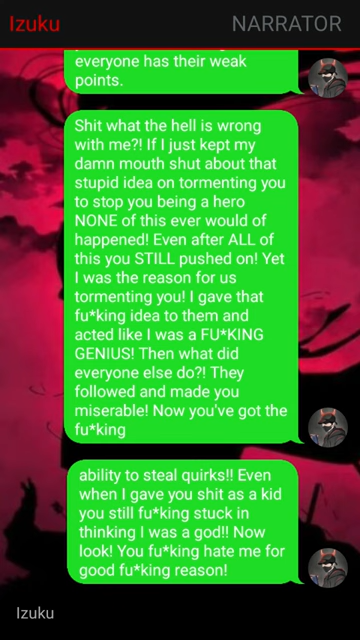 Izuku
NARRATOR
everyone has their weak
points.
Shit what the hell is wrong
with me?! If I just kept my
damn mouth shut about that
stupid idea on tormenting you
to stop you being a hero
NONE of this ever would of
happened! Even after ALL of
this you STILL pushed on! Yet
I was the reason for us
tormenting you! I gave that
fu*king idea to them and
acted like I was a FU*KING
GENIUS! Then what did
everyone else do?! They
followed and made you
miserable! Now you've got the
fu*king
ability to steal quirks!! Even
when I gave you shit as a kid
you still fu*king stuck in
thinking I was a god!! Now
look! You fu*king hate me for
good fu*king reason!
Izuku